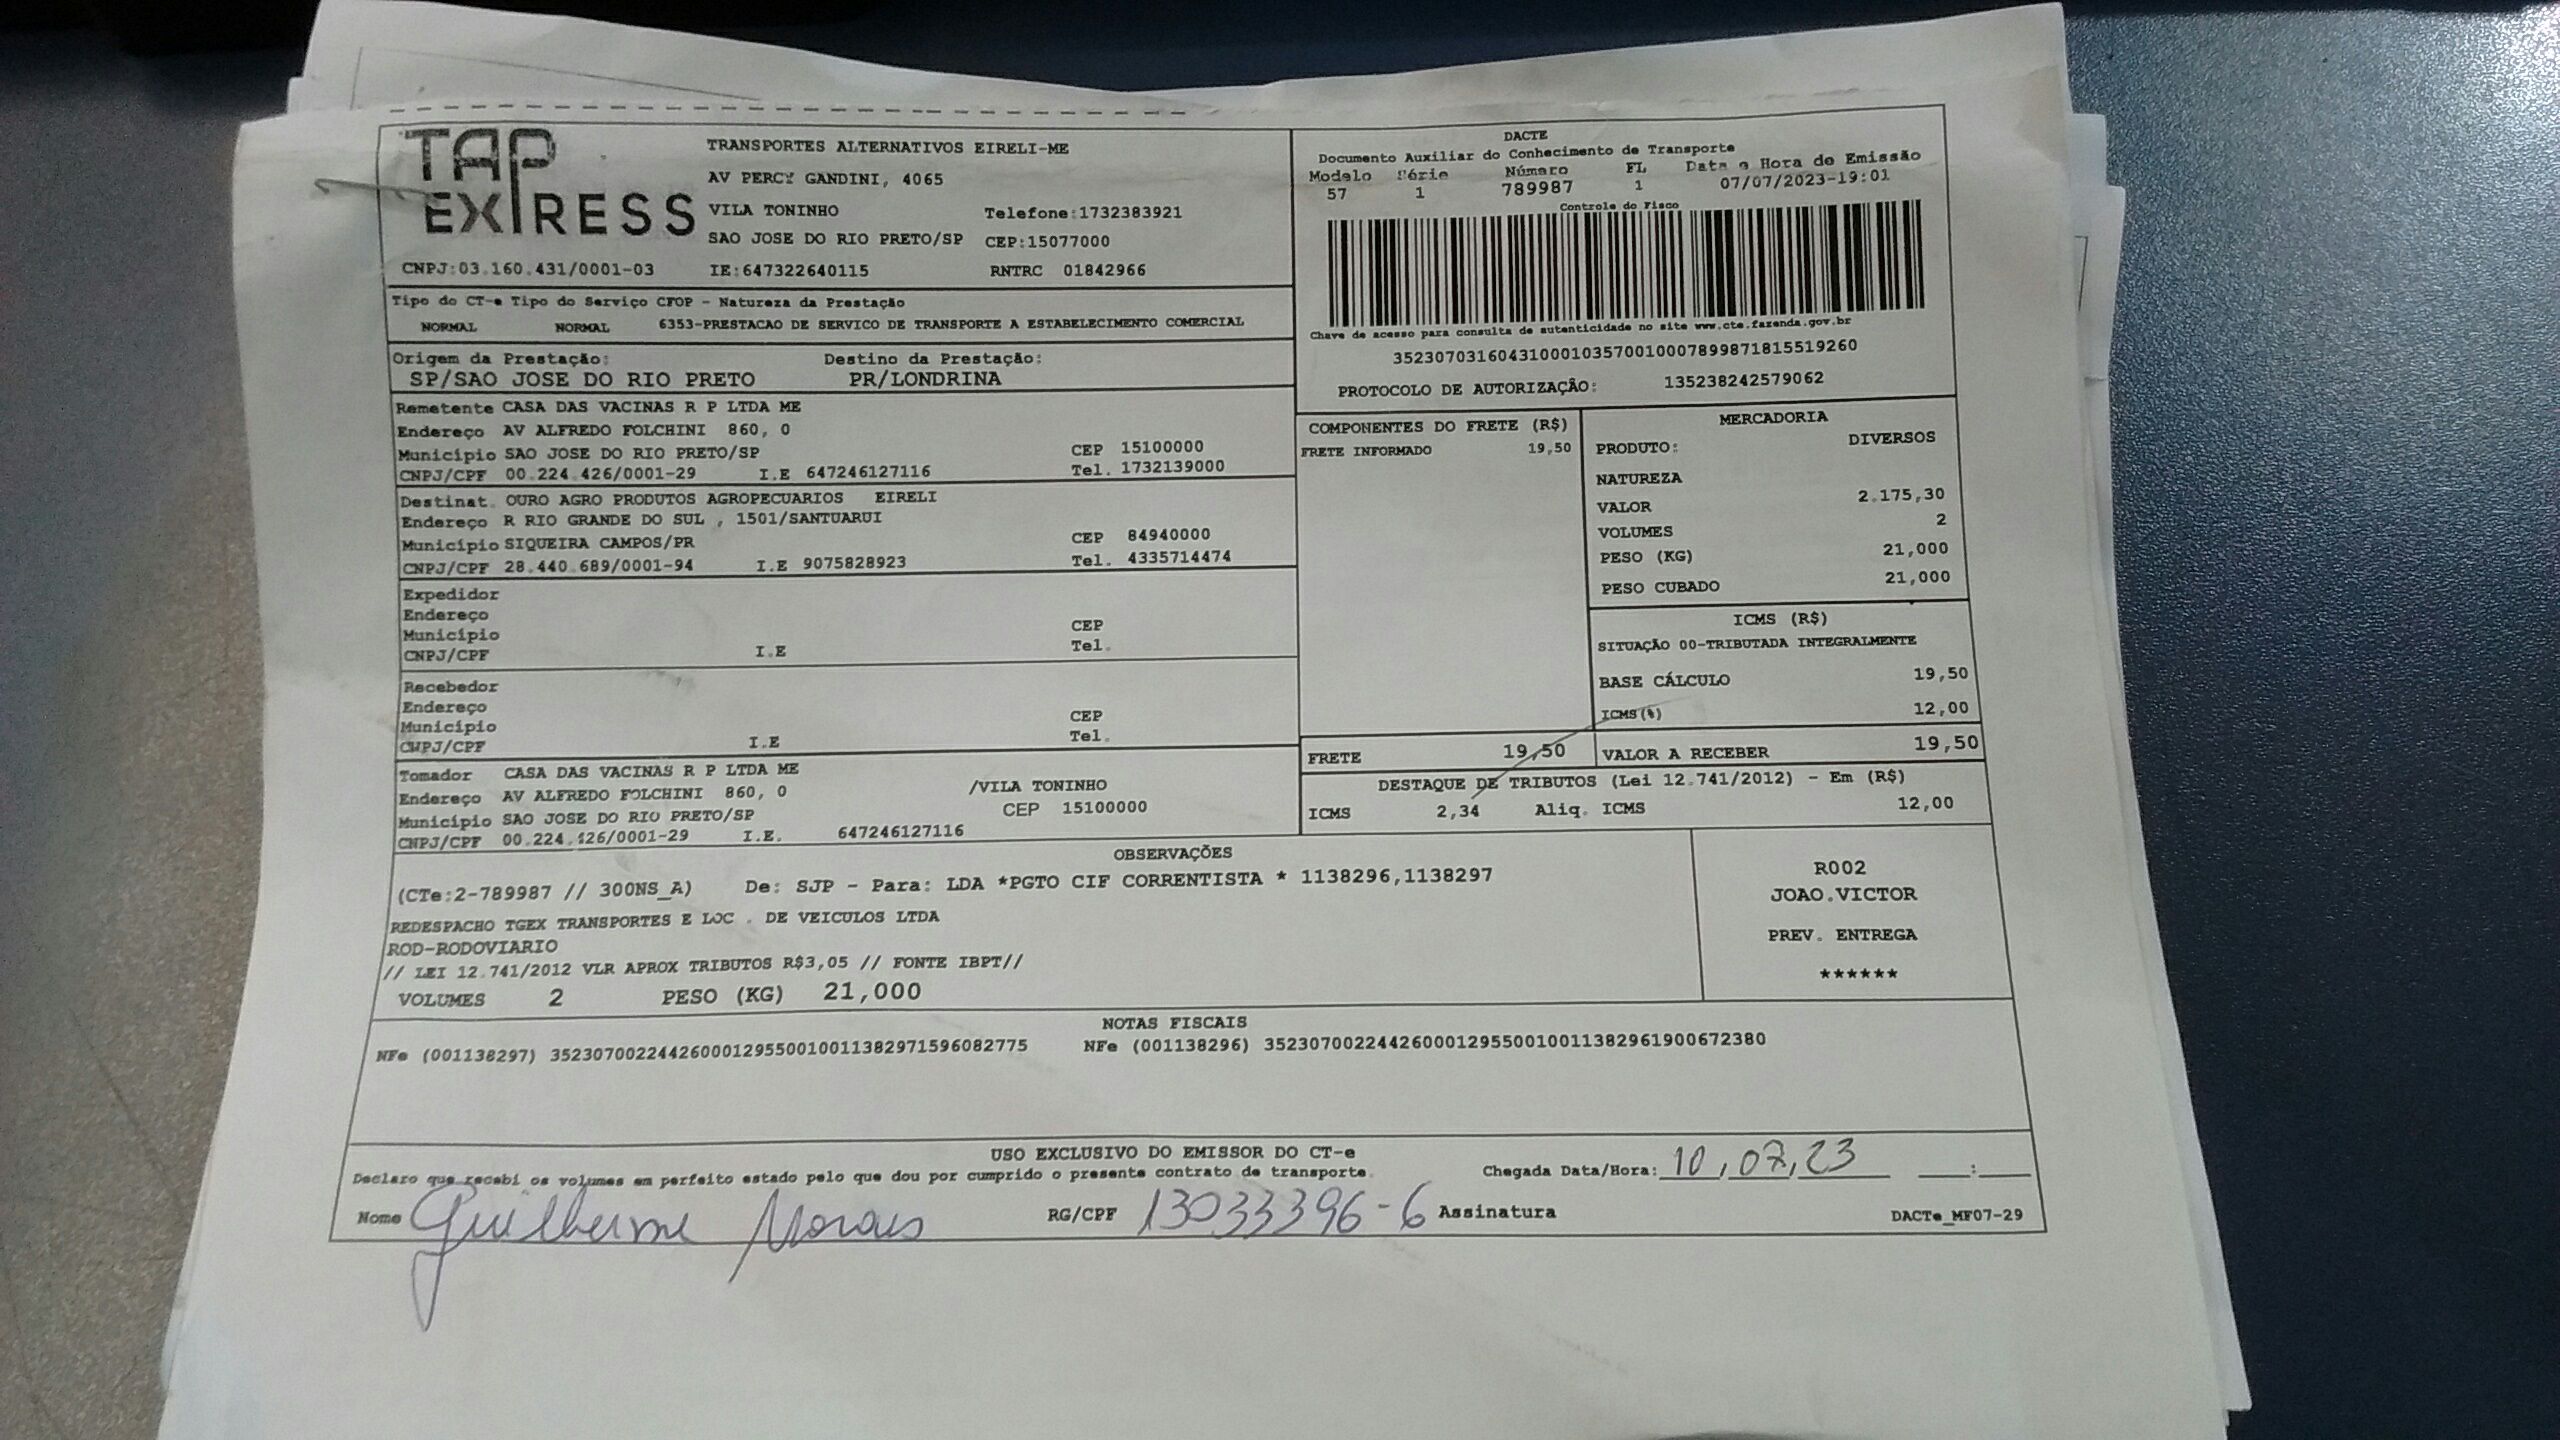 TAP EXPRESS
TRANSPORTES ALTERNATIVOS EIRELI-ME
AV PERCY GANDINI, 4065
VILA TONINHO Telefone:1732383921
SAO JOSE DO RIO PRETO/SP CEP:15077000
CNPJ:03.160.431/0001-03 IE:647322640115 RNTRC 01842966
DACTE
Documento Auxiliar do Conhecimento de Transporte
Modelo Série Número FL Data e Hora de Emissão
57 1 789987 1 07/07/2023-19:01
Controle do Fisco
Chave de acesso para consulta de autenticidade no site www.cte.fazenda.gov.br
35230703160431000103570010007899871815519260
PROTOCOLO DE AUTORIZAÇÃO: 135238242579062
Tipo do CT-e Tipo do Serviço CFOP - Natureza da Prestação
NORMAL NORMAL 6353-PRESTACAO DE SERVICO DE TRANSPORTE A ESTABELECIMENTO COMERCIAL
Origem da Prestação: Destino da Prestação:
SP/SAO JOSE DO RIO PRETO PR/LONDRINA
Remetente CASA DAS VACINAS R P LTDA ME
Endereço AV ALFREDO FOLCHINI 860, 0
Município SAO JOSE DO RIO PRETO/SP CEP 15100000
CNPJ/CPF 00.224.426/0001-29 I.E 647246127116 Tel. 1732139000
Destinat. OURO AGRO PRODUTOS AGROPECUARIOS EIRELI
Endereço R RIO GRANDE DO SUL , 1501/SANTUARUI
Município SIQUEIRA CAMPOS/PR CEP 84940000
CNPJ/CPF 28.440.689/0001-94 I.E 9075828923 Tel. 4335714474
Expedidor
Endereço
Município CEP
CNPJ/CPF I.E Tel.
Recebedor
Endereço
Município CEP
CNPJ/CPF I.E Tel.
Tomador CASA DAS VACINAS R P LTDA ME
Endereço AV ALFREDO FOLCHINI 860, 0 /VILA TONINHO
Município SAO JOSE DO RIO PRETO/SP CEP 15100000
CNPJ/CPF 00.224.426/0001-29 I.E. 647246127116
COMPONENTES DO FRETE (R$)
FRETE INFORMADO 19,50
MERCADORIA
PRODUTO: DIVERSOS
NATUREZA
VALOR 2.175,30
VOLUMES 2
PESO (KG) 21,000
PESO CUBADO 21,000
ICMS (R$)
SITUAÇÃO 00-TRIBUTADA INTEGRALMENTE
BASE CÁLCULO 19,50
ICMS(%) 12,00
FRETE 19,50 VALOR A RECEBER 19,50
DESTAQUE DE TRIBUTOS (Lei 12.741/2012) - Em (R$)
ICMS 2,34 Aliq. ICMS 12,00
OBSERVAÇÕES
(CTe:2-789987 // 300NS_A) De: SJP - Para: LDA *PGTO CIF CORRENTISTA * 1138296,1138297
REDESPACHO TGEX TRANSPORTES E LOC . DE VEICULOS LTDA
ROD-RODOVIARIO
// LEI 12.741/2012 VLR APROX TRIBUTOS R$3,05 // FONTE IBPT//
VOLUMES 2 PESO (KG) 21,000
R002
JOAO.VICTOR
PREV. ENTREGA
******
NOTAS FISCAIS
NFe (001138297) 35230700224426000129550010011382971596082775 NFe (001138296) 35230700224426000129550010011382961900672380
USO EXCLUSIVO DO EMISSOR DO CT-e
Declaro que recebi os volumes em perfeito estado pelo que dou por cumprido o presente contrato de transporte. Chegada Data/Hora: 10,07,23 :
Nome Guilherme Morais RG/CPF 13033396-6 Assinatura DACTe_MF07-29